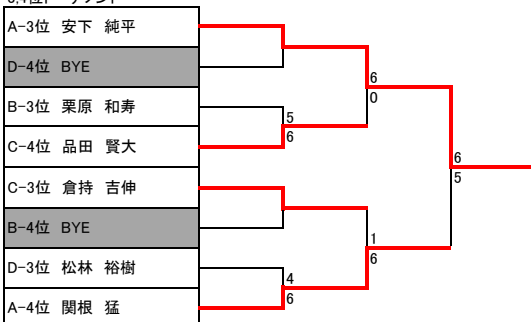 A-3位 安下 純平
D-4位 BYE
B-3位 栗原 和寿
C-4位 品田 賢大
C-3位 倉持 吉伸
B-4位 BYE
D-3位 松林 裕樹
A-4位 関根 猛
5
6
4
6
6
0
1
6
6
5